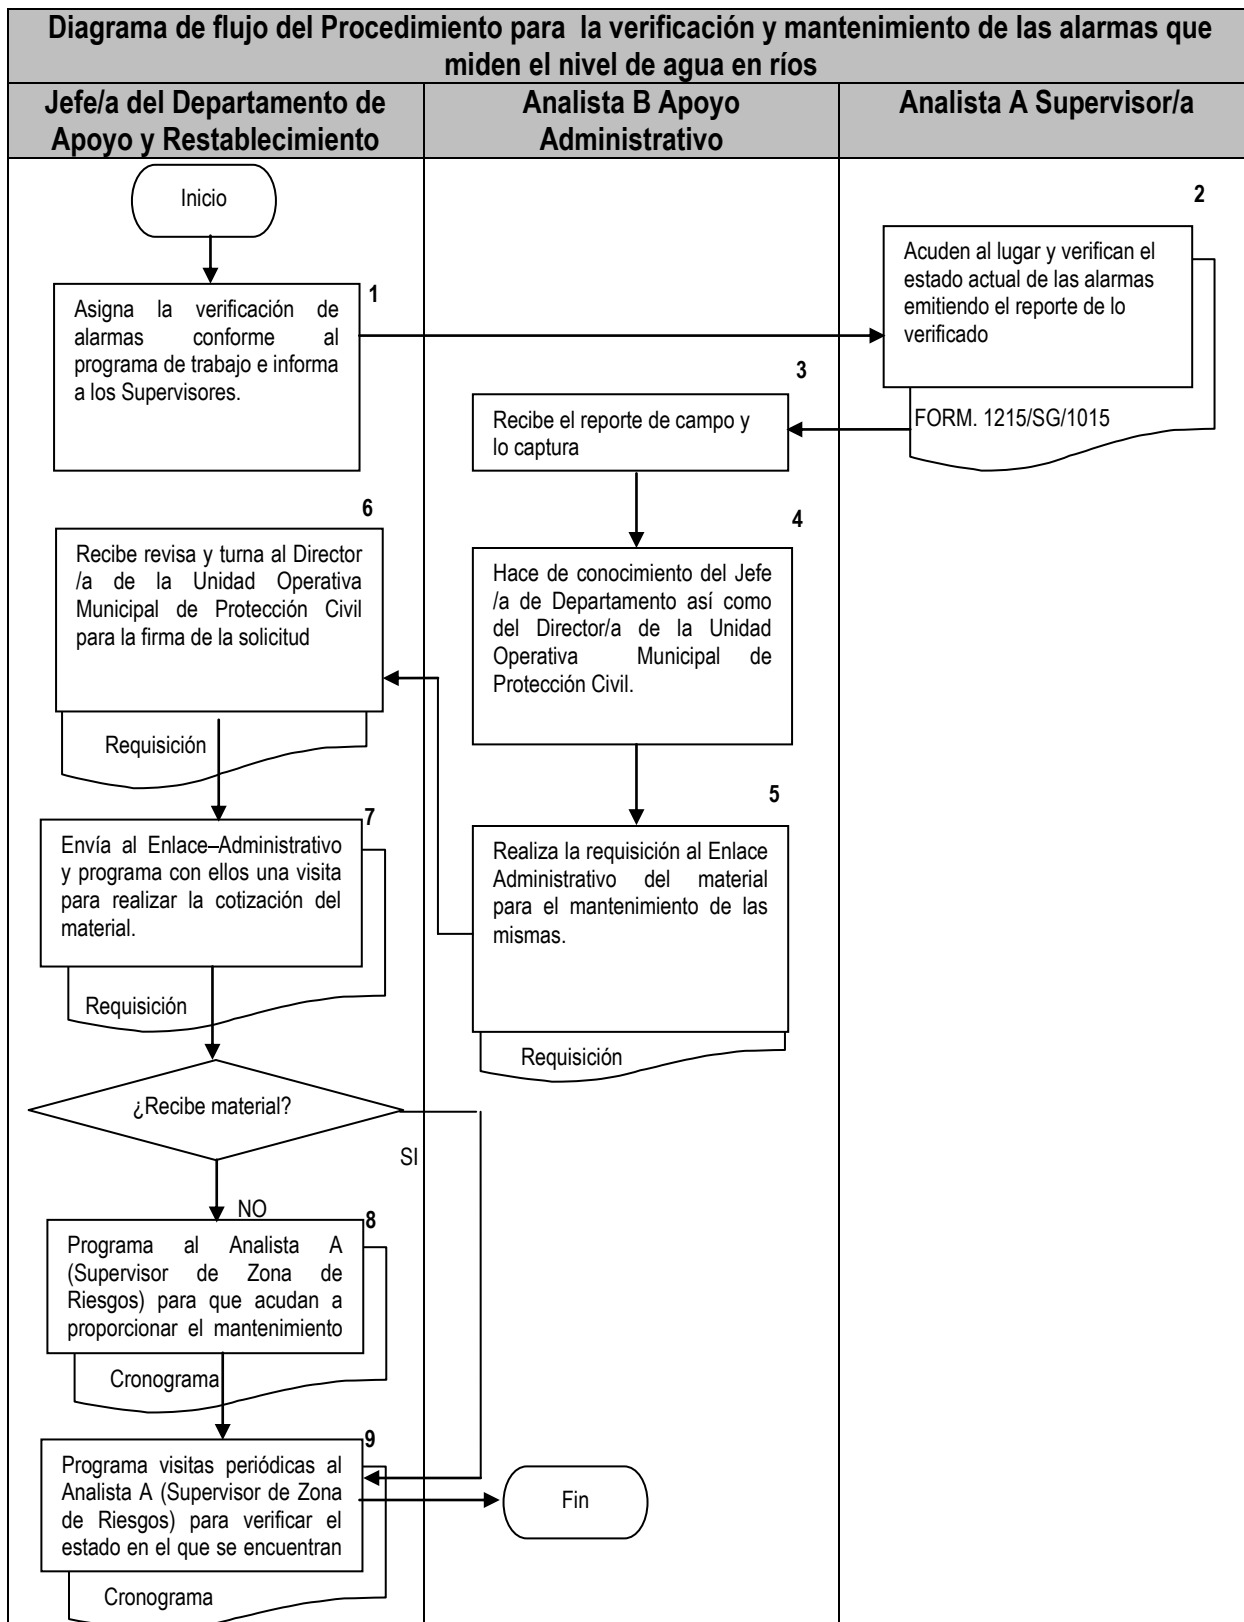 Diagrama de flujo del Procedimiento para la verificación y mantenimiento de las alarmas que
miden el nivel de agua en ríos
Jefe/a del Departamento de
Apoyo y Restablecimiento
Analista B Apoyo
Administrativo
Analista A Supervisor/a
Inicio
1
Asigna la verificación de
alarmas conforme al
programa de trabajo e informa
a los Supervisores.
2
Acuden al lugar y verifican el
estado actual de las alarmas
emitiendo el reporte de lo
verificado
FORM. 1215/SG/1015
3
Recibe el reporte de campo y
lo captura
4
Hace de conocimiento del Jefe
/a de Departamento así como
del Director/a de la Unidad
Operativa Municipal de
Protección Civil.
5
Realiza la requisición al Enlace
Administrativo del material
para el mantenimiento de las
mismas.
Requisición
6
Recibe revisa y turna al Director
/a de la Unidad Operativa
Municipal de Protección Civil
para la firma de la solicitud
Requisición
7
Envía al Enlace–Administrativo
y programa con ellos una visita
para realizar la cotización del
material.
Requisición
¿Recibe material?
SI
NO
8
Programa al Analista A
(Supervisor de Zona de
Riesgos) para que acudan a
proporcionar el mantenimiento
Cronograma
9
Programa visitas periódicas al
Analista A (Supervisor de Zona
de Riesgos) para verificar el
estado en el que se encuentran
Cronograma
Fin